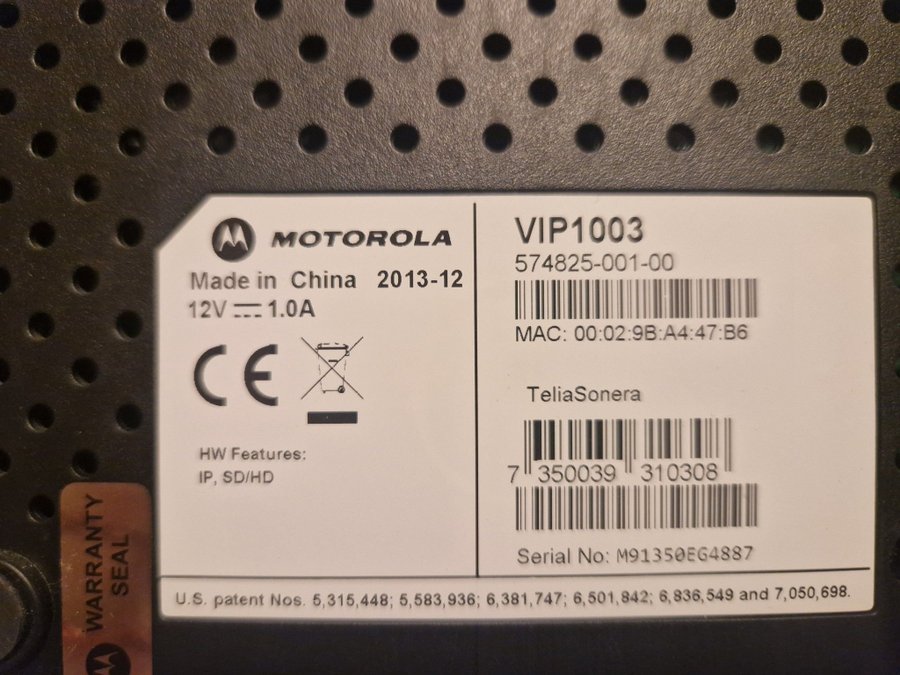 MOTOROLA
Made in China 2013-12
12V 1.0A
CE
HW Features:
IP, SD/HD
VIP1003
574825-001-00
MAC: 00:02:9B:A4:47:B6
TeliaSonera
7 350039 310308
Serial No: M91350EG4887
U.S. patent Nos. 5,315,448; 5,583,936; 6,381,747; 6,501,842; 6,836,549 and 7,050,698.
WARRANTY
SEAL